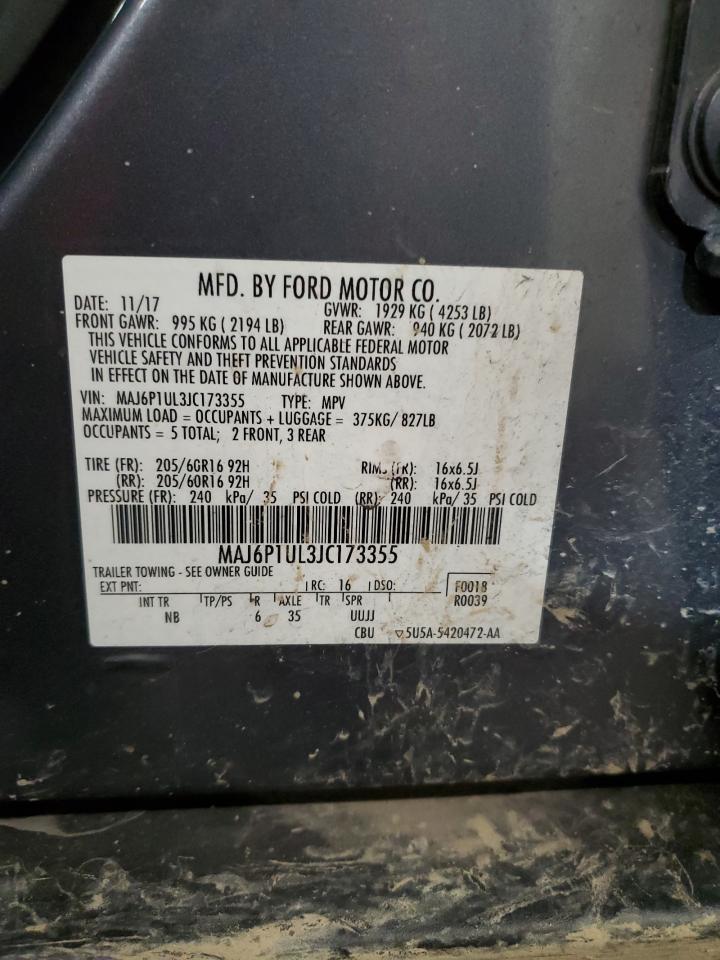 MFD. BY FORD MOTOR CO.
DATE: 11/17 GVWR: 1929 KG ( 4253 LB)
FRONT GAWR: 995 KG ( 2194 LB) REAR GAWR: 940 KG ( 2072 LB)
THIS VEHICLE CONFORMS TO ALL APPLICABLE FEDERAL MOTOR
VEHICLE SAFETY AND THEFT PREVENTION STANDARDS
IN EFFECT ON THE DATE OF MANUFACTURE SHOWN ABOVE.
VIN: MAJ6P1UL3JC173355 TYPE: MPV
MAXIMUM LOAD = OCCUPANTS + LUGGAGE = 375KG/ 827LB
OCCUPANTS = 5 TOTAL; 2 FRONT, 3 REAR
TIRE (FR): 205/60R16 92H RIMS (FR): 16x6.5J
(RR): 205/60R16 92H (RR): 16x6.5J
PRESSURE (FR): 240 kPa/ 35 PSI COLD (RR): 240 kPa/ 35 PSI COLD
MAJ6P1UL3JC173355
TRAILER TOWING - SEE OWNER GUIDE
EXT PNT: RC: 16 DSO: F0018
INT TR TP/PS R AXLE TR SPR R0039
NB 6 35 UUJJ
CBU ▽5U5A-5420472-AA